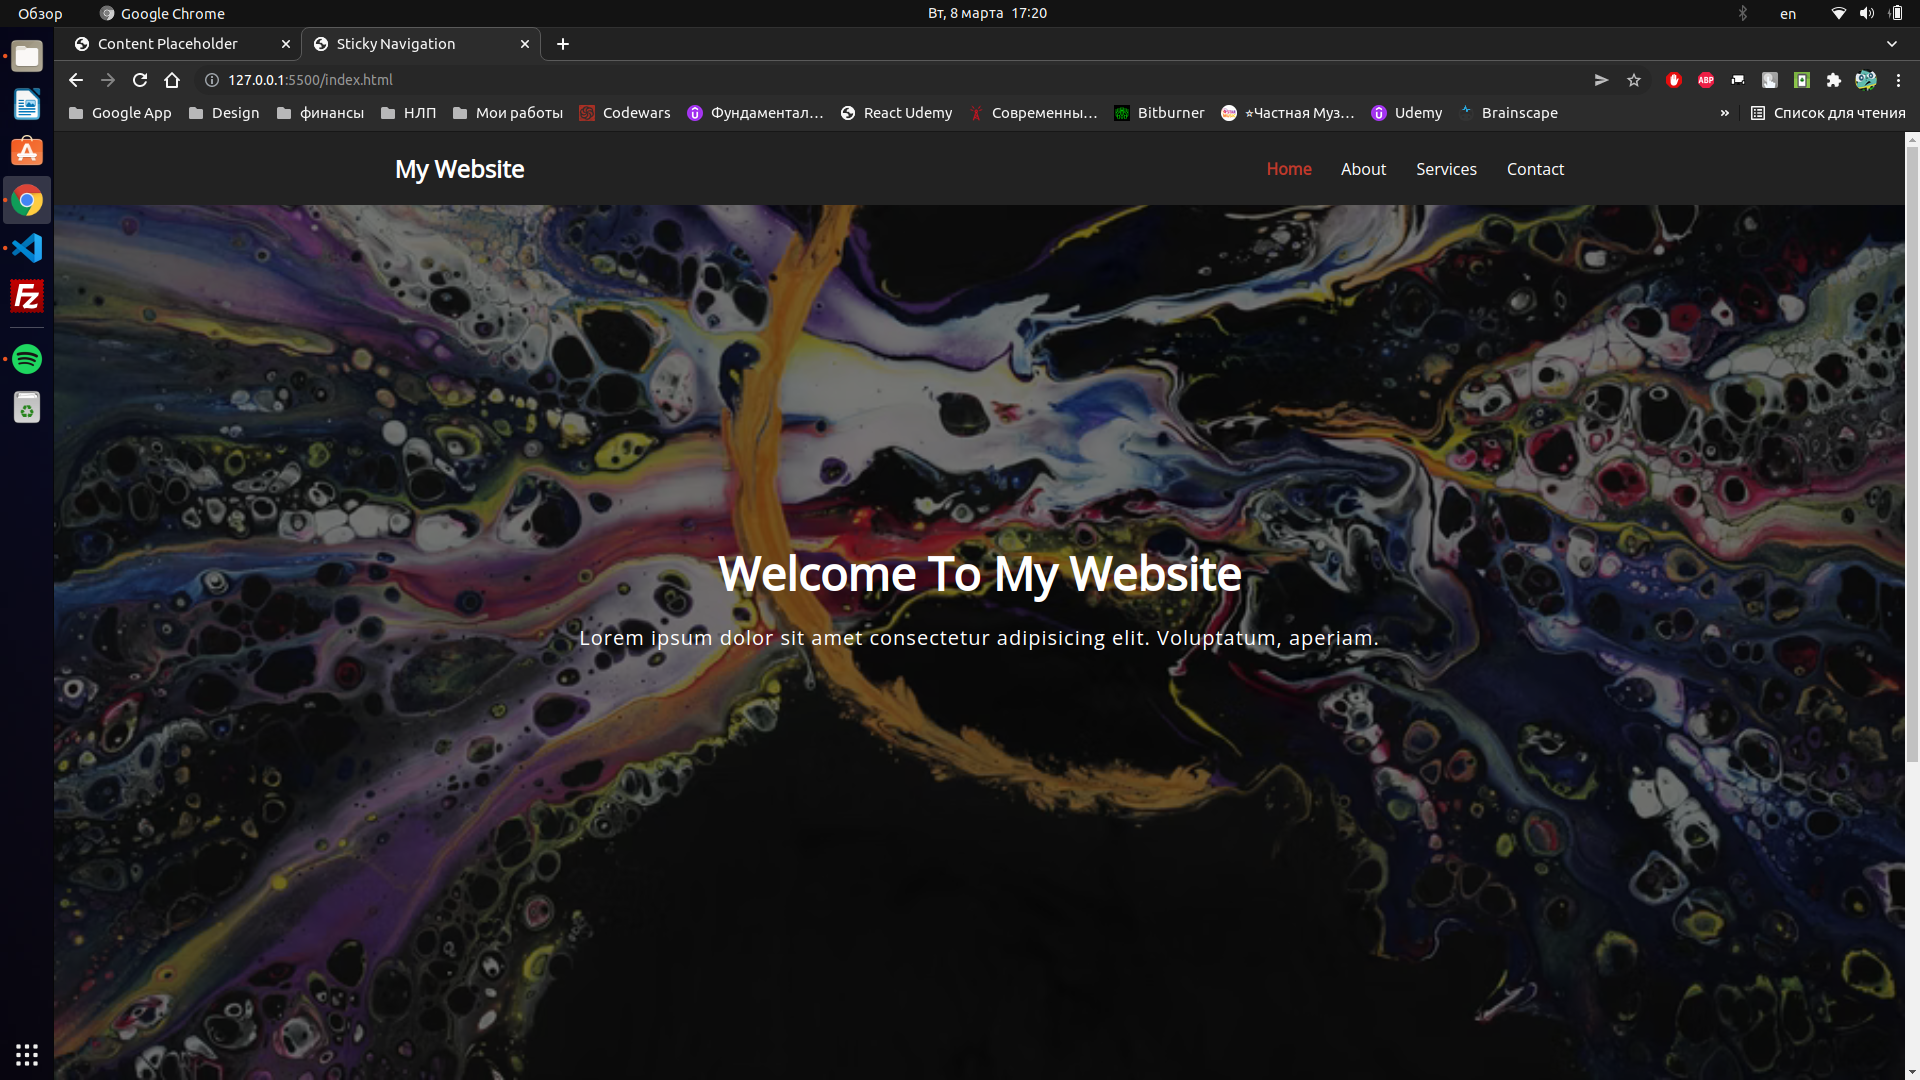 Обзор Google Chrome Вт, 8 марта 17:20 en
Content Placeholder Sticky Navigation
127.0.0.1:5500/index.html ABP
Google App Design финансы НЛП Мои работы Codewars Фундаментал… React Udemy Современны… Bitburner ⭐Частная Муз… Udemy Brainscape » Список для чтения
My Website Home About Services Contact
Fz
Welcome To My Website
Lorem ipsum dolor sit amet consectetur adipisicing elit. Voluptatum, aperiam.